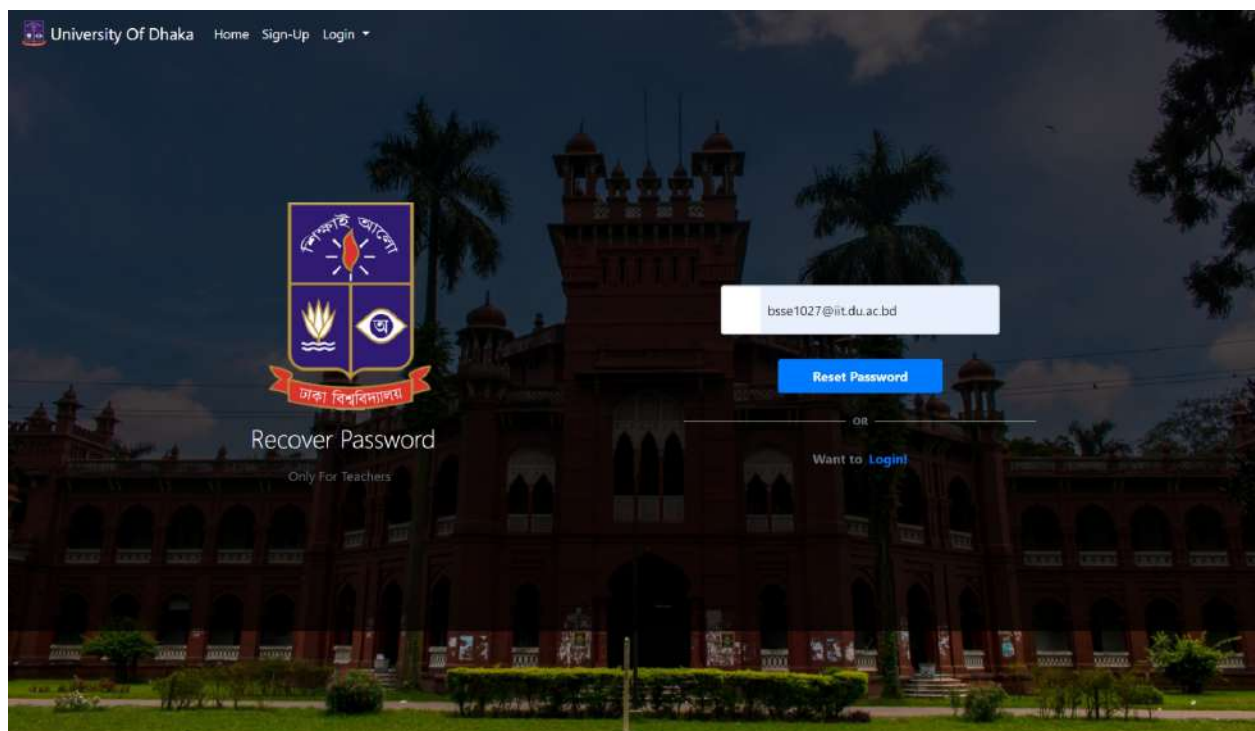 University Of Dhaka Home Sign-Up Login
শিক্ষাই আলো
অ
ঢাকা বিশ্ববিদ্যালয়
Recover Password
Only For Teachers
bsse1027@iit.du.ac.bd
Reset Password
OR
Want to Login!